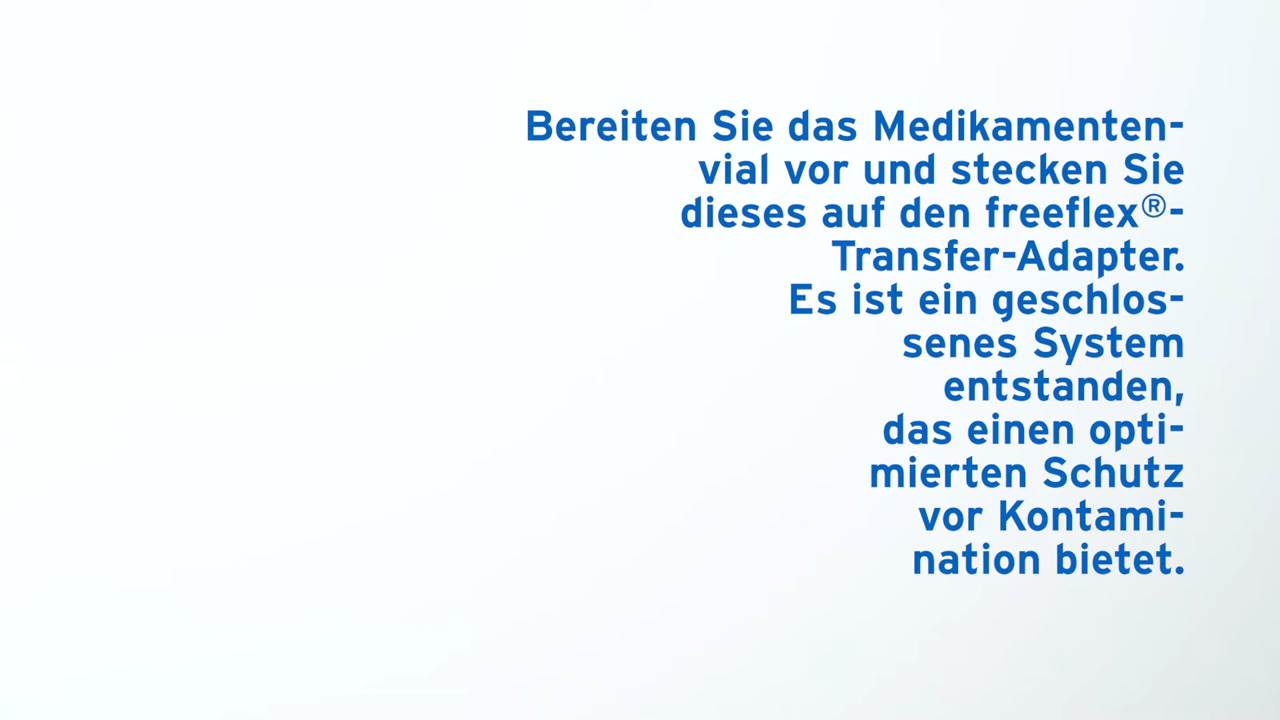 Bereiten Sie das Medikamenten-
vial vor und stecken Sie
dieses auf den freeflex®-
Transfer-Adapter.
Es ist ein geschlos-
senes System
entstanden,
das einen opti-
mierten Schutz
vor Kontami-
nation bietet.